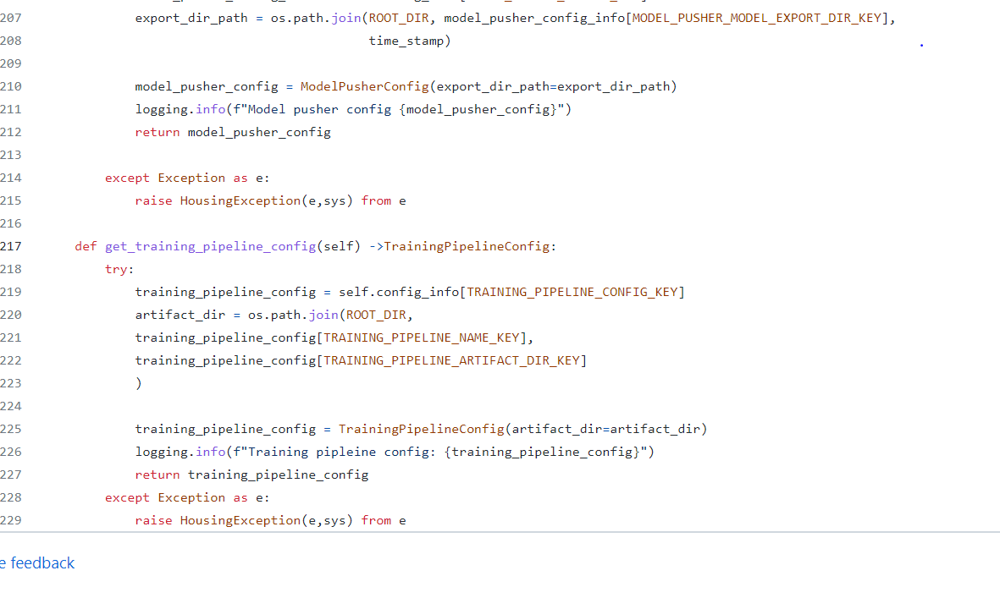 207 export_dir_path = os.path.join(ROOT_DIR, model_pusher_config_info[MODEL_PUSHER_MODEL_EXPORT_DIR_KEY],
208 time_stamp)
209
210 model_pusher_config = ModelPusherConfig(export_dir_path=export_dir_path)
211 logging.info(f"Model pusher config {model_pusher_config}")
212 return model_pusher_config
213
214 except Exception as e:
215 raise HousingException(e,sys) from e
216
217 def get_training_pipeline_config(self) ->TrainingPipelineConfig:
218 try:
219 training_pipeline_config = self.config_info[TRAINING_PIPELINE_CONFIG_KEY]
220 artifact_dir = os.path.join(ROOT_DIR,
221 training_pipeline_config[TRAINING_PIPELINE_NAME_KEY],
222 training_pipeline_config[TRAINING_PIPELINE_ARTIFACT_DIR_KEY]
223 )
224
225 training_pipeline_config = TrainingPipelineConfig(artifact_dir=artifact_dir)
226 logging.info(f"Training pipleine config: {training_pipeline_config}")
227 return training_pipeline_config
228 except Exception as e:
229 raise HousingException(e,sys) from e
e feedback